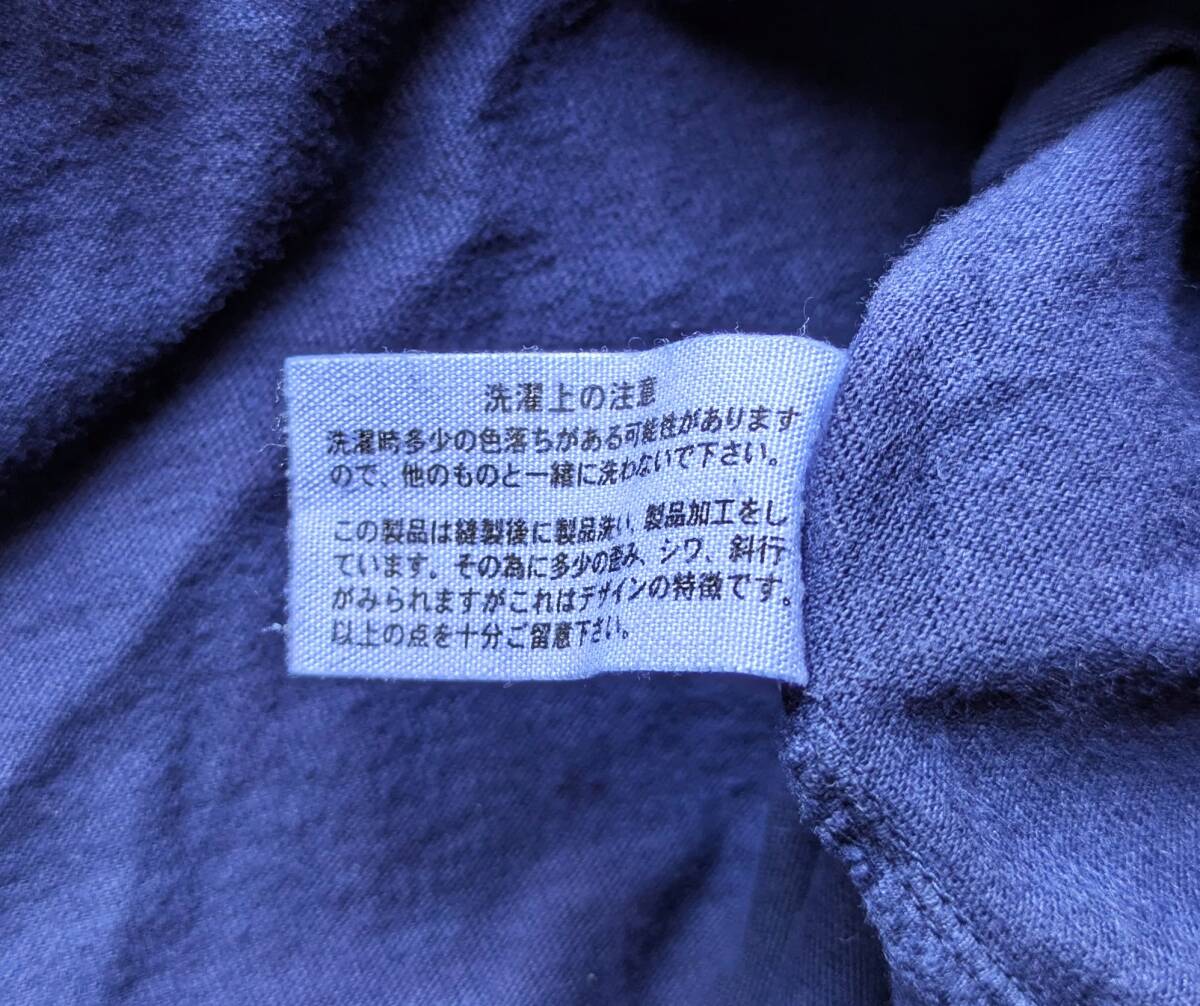 洗濯上の注意
洗濯時多少の色落ちがある可能性があります
ので、他のものと一緒に洗わないで下さい。
この製品は縫製後に製品洗い、製品加工をし
ています。その為に多少の歪み、シワ、斜行
がみられますがこれはデザインの特徴です。
以上の点を十分ご留意下さい。